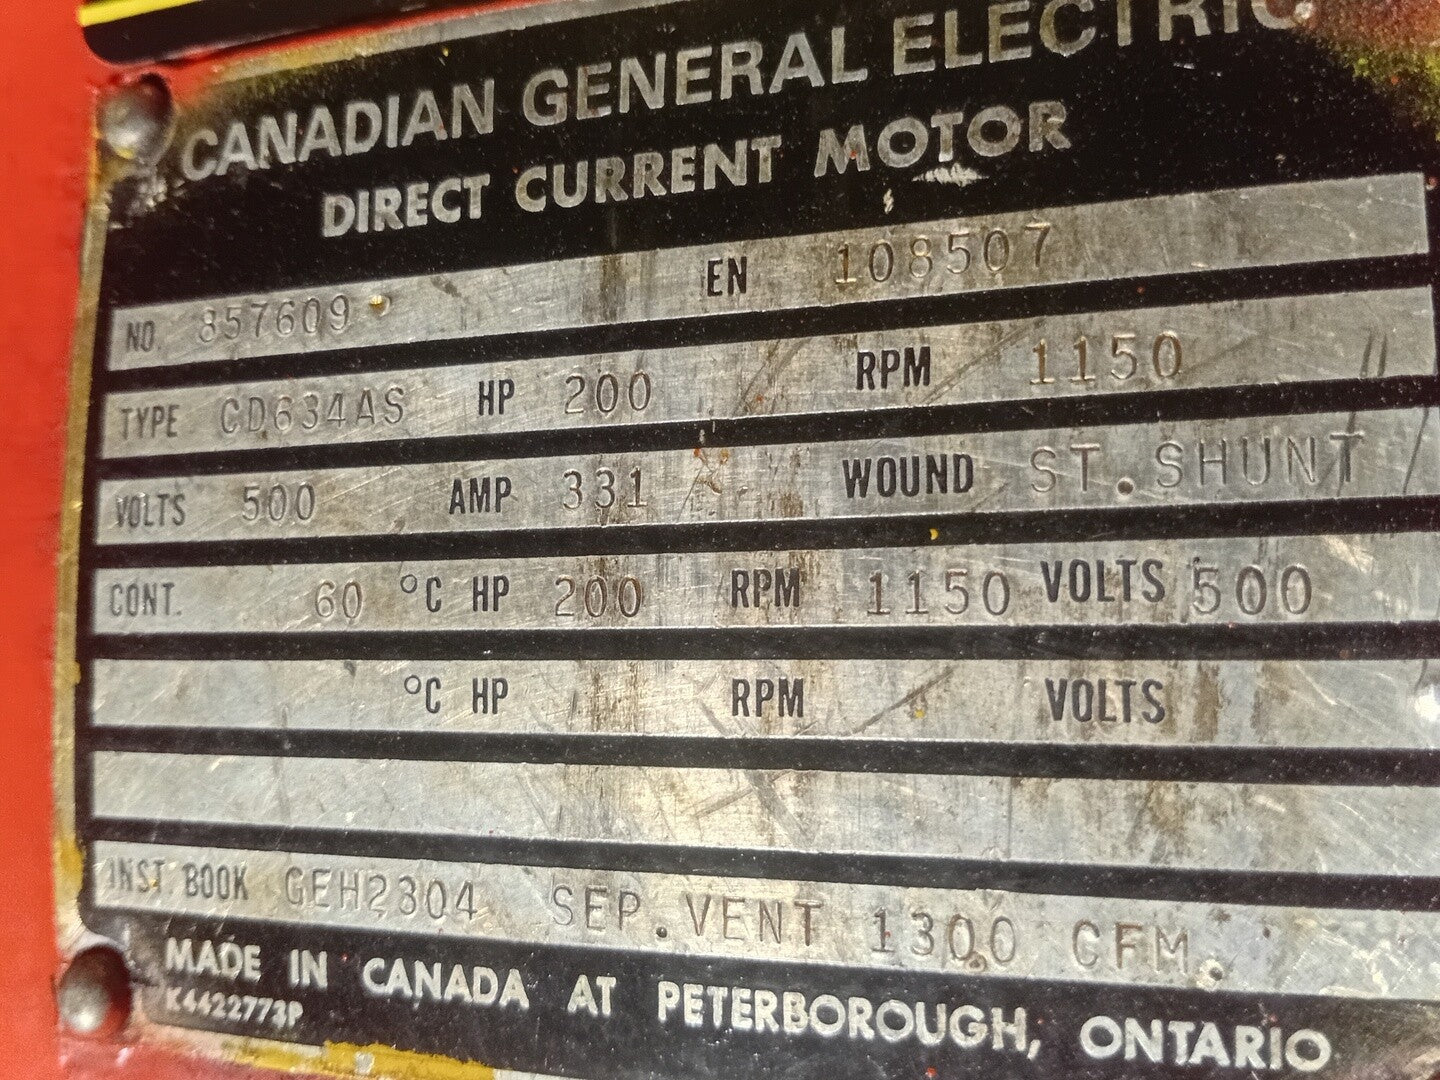 CANADIAN GENERAL ELECTRIC
DIRECT CURRENT MOTOR
NO. 857609 EN 108507
TYPE CD634AS HP 200 RPM 1150
VOLTS 500 AMP 331 WOUND ST. SHUNT
CONT. 60 °C HP 200 RPM 1150 VOLTS 500
°C HP RPM VOLTS
INST. BOOK GEH2304 SEP. VENT 1300 CFM.
MADE IN CANADA AT PETERBOROUGH, ONTARIO
K4422773P